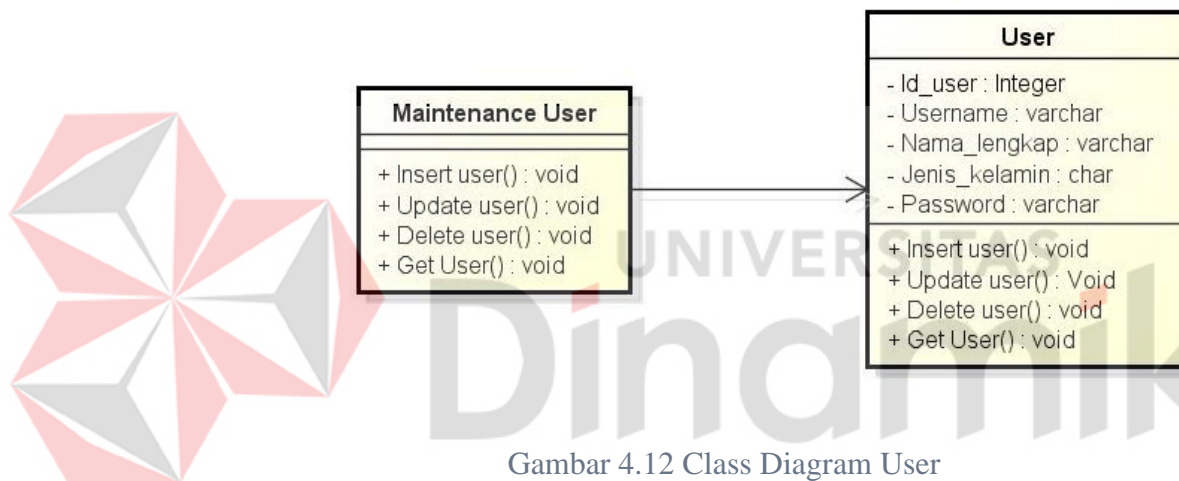 Maintenance User
+ Insert user() : void
+ Update user() : void
+ Delete user() : void
+ Get User() : void
User
- Id_user : Integer
- Username : varchar
- Nama_lengkap : varchar
- Jenis_kelamin : char
- Password : varchar
+ Insert user() : void
+ Update user() : Void
+ Delete user() : void
+ Get User() : void
UNIVERSITAS
Dinamik
Gambar 4.12 Class Diagram User